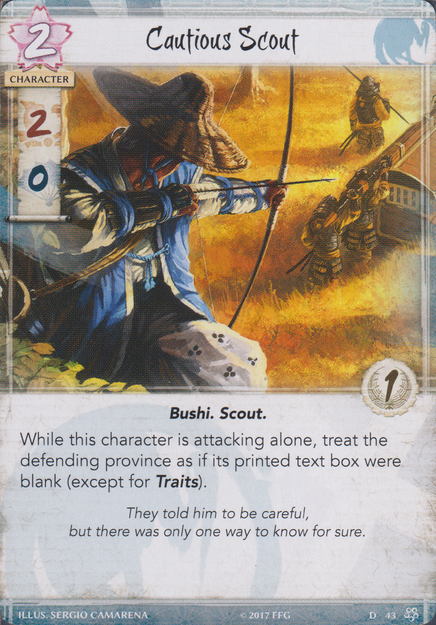 2
Cautious Scout
CHARACTER
2
0
1
Bushi. Scout.
While this character is attacking alone, treat the
defending province as if its printed text box were
blank (except for Traits).
They told him to be careful,
but there was only one way to know for sure.
ILLUS. SERGIO CAMARENA
© 2017 FFG
D 43